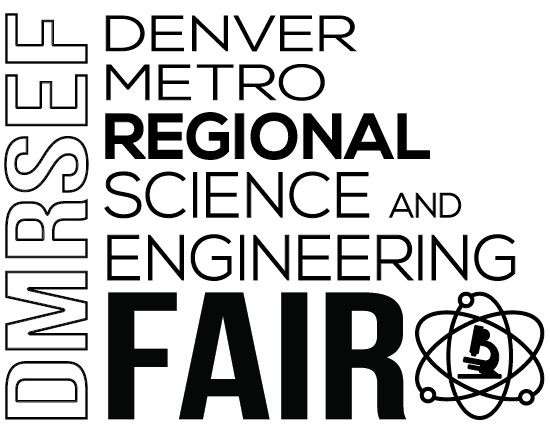 DMRSEF
DENVER
METRO
REGIONAL
SCIENCE AND
ENGINEERING
FAIR